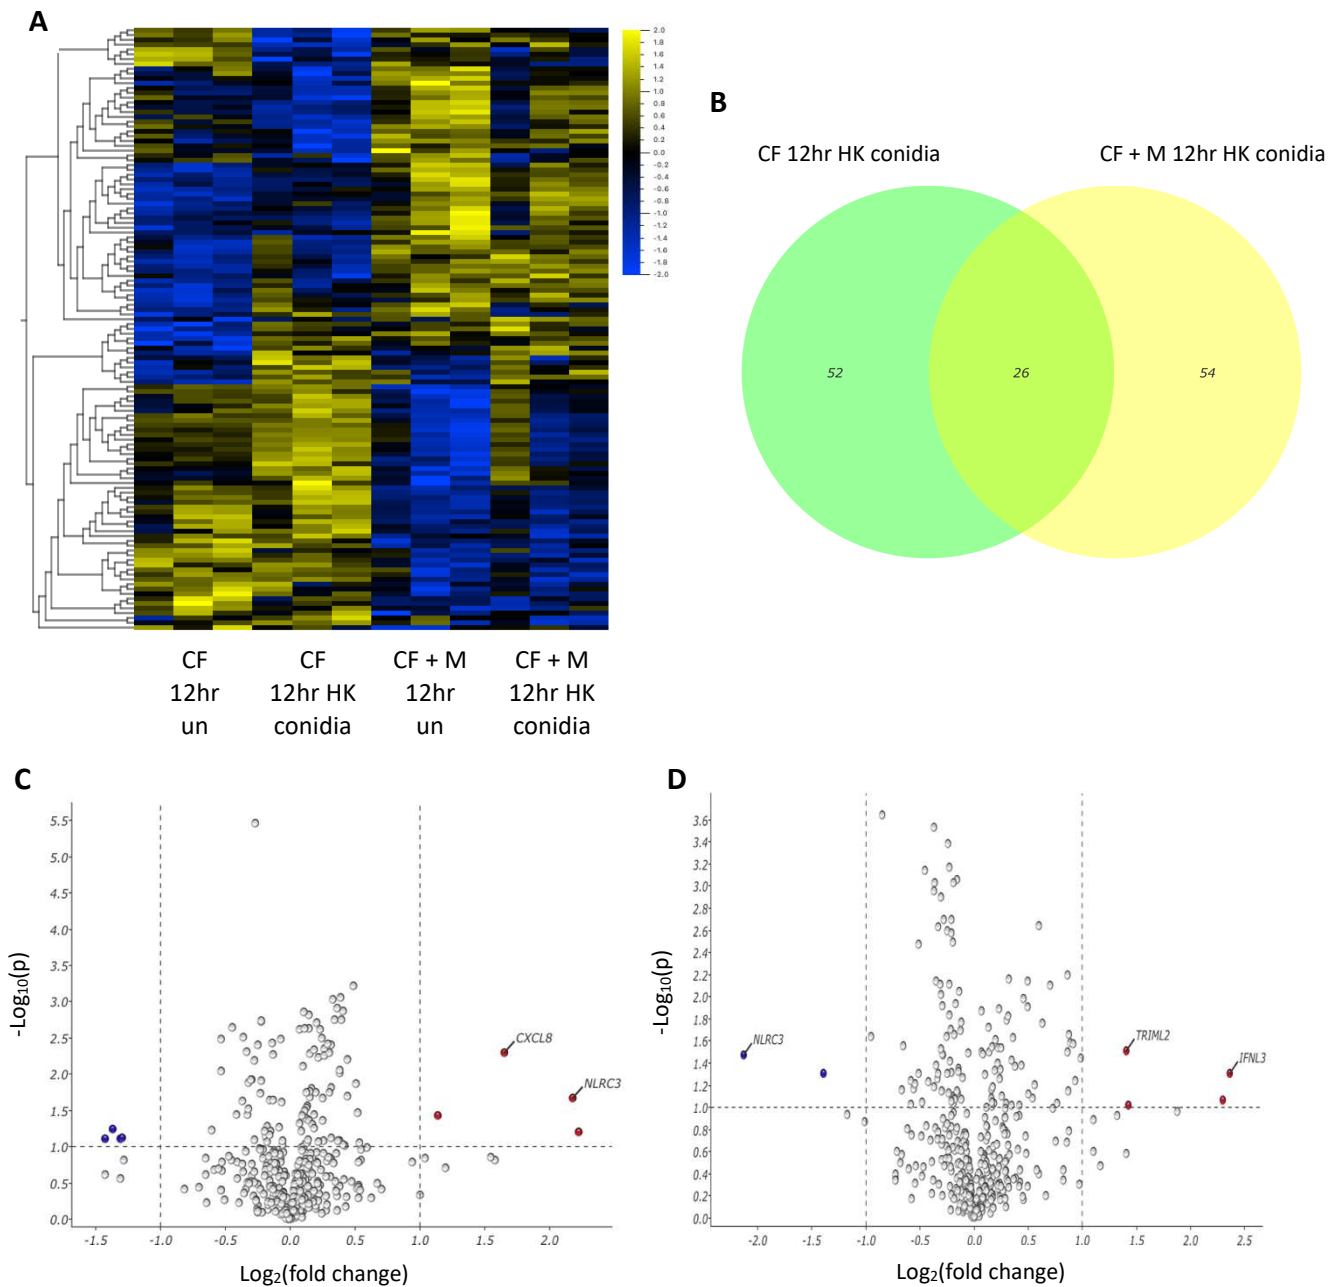 A
2.0
1.8
1.6
1.4
1.2
1.0
0.8
0.6
0.4
0.2
0.0
-0.2
-0.4
-0.6
-0.8
-1.0
-1.2
-1.4
-1.6
-1.8
-2.0
CF
12hr
un
CF
12hr HK
conidia
CF + M
12hr
un
CF + M
12hr HK
conidia
B
CF 12hr HK conidia
CF + M 12hr HK conidia
52
26
54
C
-Log₁₀(p)
5.5
5.0
4.5
4.0
3.5
3.0
2.5
2.0
1.5
1.0
0.5
0.0
CXCL8
NLRC3
-1.5
-1.0
-0.5
0.0
0.5
1.0
1.5
2.0
Log₂(fold change)
D
-Log₁₀(p)
3.6
3.4
3.2
3.0
2.8
2.6
2.4
2.2
2.0
1.8
1.6
1.4
1.2
1.0
0.8
0.6
0.4
0.2
0.0
NLRC3
TRIML2
IFNL3
-2.0
-1.5
-1.0
-0.5
0.0
0.5
1.0
1.5
2.0
2.5
Log₂(fold change)